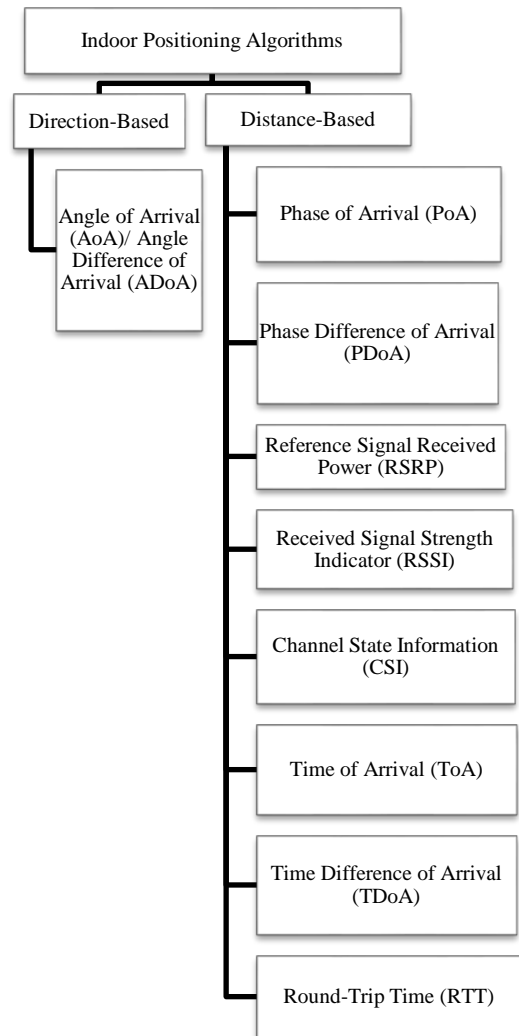 Indoor Positioning Algorithms
Direction-Based
Distance-Based
Angle of Arrival
(AoA)/ Angle
Difference of
Arrival (ADoA)
Phase of Arrival (PoA)
Phase Difference of Arrival
(PDoA)
Reference Signal Received
Power (RSRP)
Received Signal Strength
Indicator (RSSI)
Channel State Information
(CSI)
Time of Arrival (ToA)
Time Difference of Arrival
(TDoA)
Round-Trip Time (RTT)